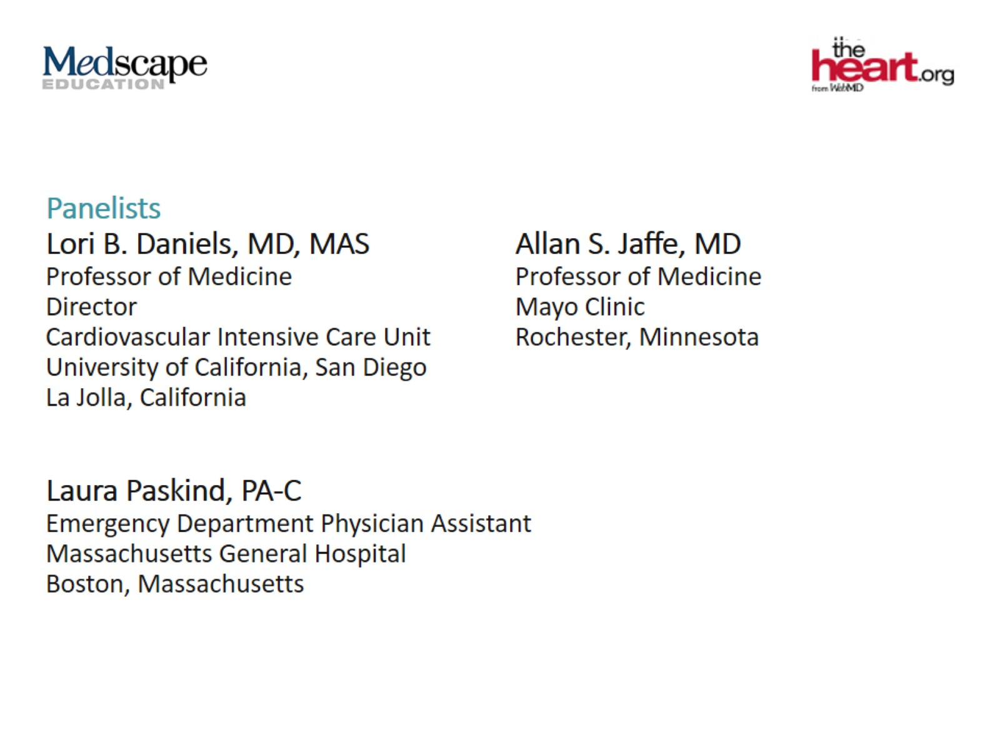 Medscape
EDUCATION
the
heart.org
from WebMD
Panelists
Lori B. Daniels, MD, MAS
Professor of Medicine
Director
Cardiovascular Intensive Care Unit
University of California, San Diego
La Jolla, California
Allan S. Jaffe, MD
Professor of Medicine
Mayo Clinic
Rochester, Minnesota
Laura Paskind, PA-C
Emergency Department Physician Assistant
Massachusetts General Hospital
Boston, Massachusetts